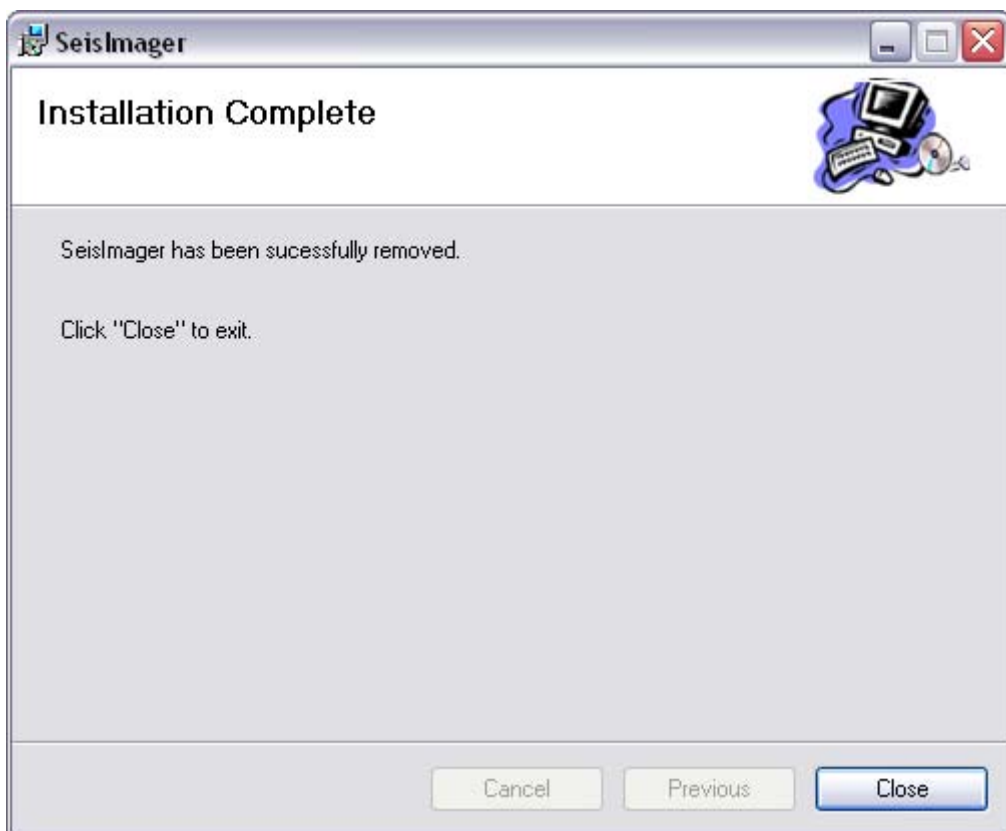 SeisImager
Installation Complete
SeisImager has been sucessfully removed.
Click "Close" to exit.
Cancel
Previous
Close